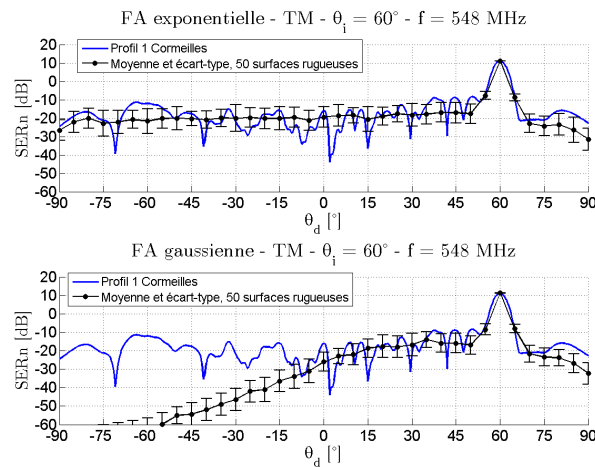 FA exponentielle - TM - θi = 60° - f = 548 MHz
SER.n [dB]
20
10
0
-10
-20
-30
-40
-50
-60
Profil 1 Cormeilles
Moyenne et écart-type, 50 surfaces rugueuses
-90 -75 -60 -45 -30 -15 0 15 30 45 60 75 90
θd [°]
FA gaussienne - TM - θi = 60° - f = 548 MHz
SER.n [dB]
20
10
0
-10
-20
-30
-40
-50
-60
Profil 1 Cormeilles
Moyenne et écart-type, 50 surfaces rugueuses
-90 -75 -60 -45 -30 -15 0 15 30 45 60 75 90
θd [°]